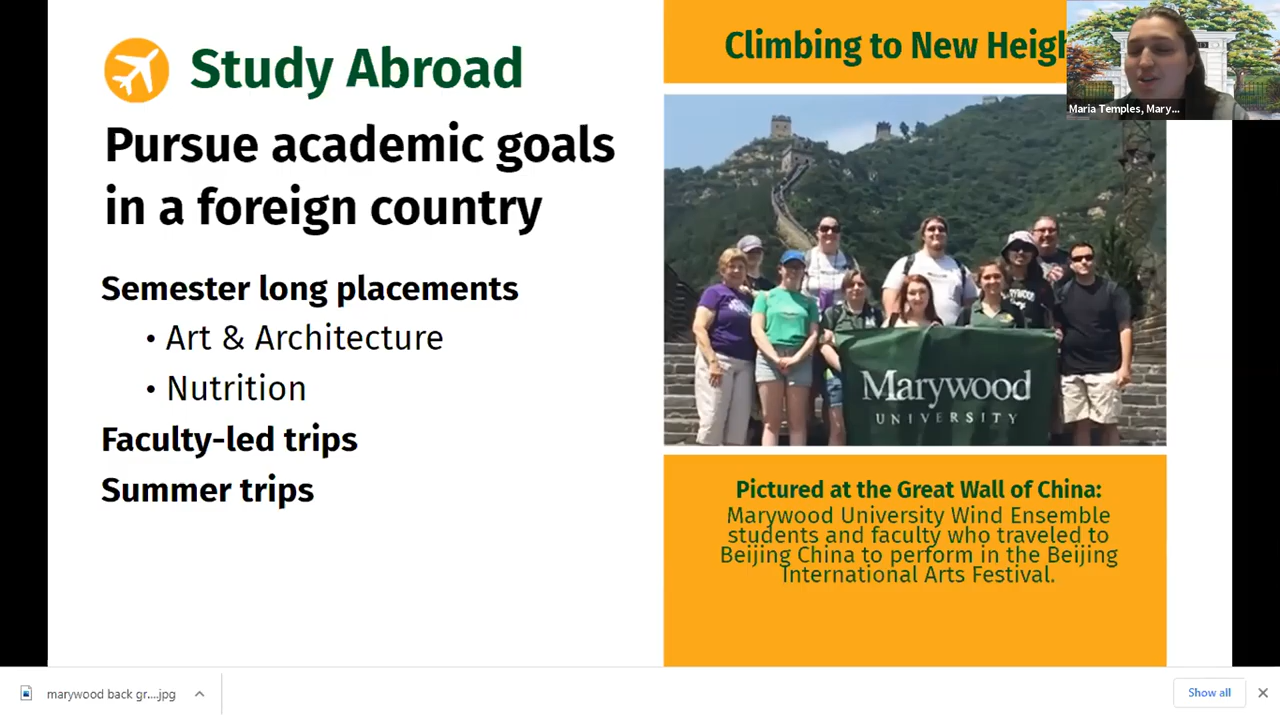 Study Abroad
Pursue academic goals
in a foreign country
Semester long placements
• Art & Architecture
• Nutrition
Faculty-led trips
Summer trips
Climbing to New Heigh
Maria Temples, Mary...
Marywood
UNIVERSITY
Pictured at the Great Wall of China:
Marywood University Wind Ensemble
students and faculty who traveled to
Beijing China to perform in the Beijing
International Arts Festival.
marywood back gr....jpg
Show all